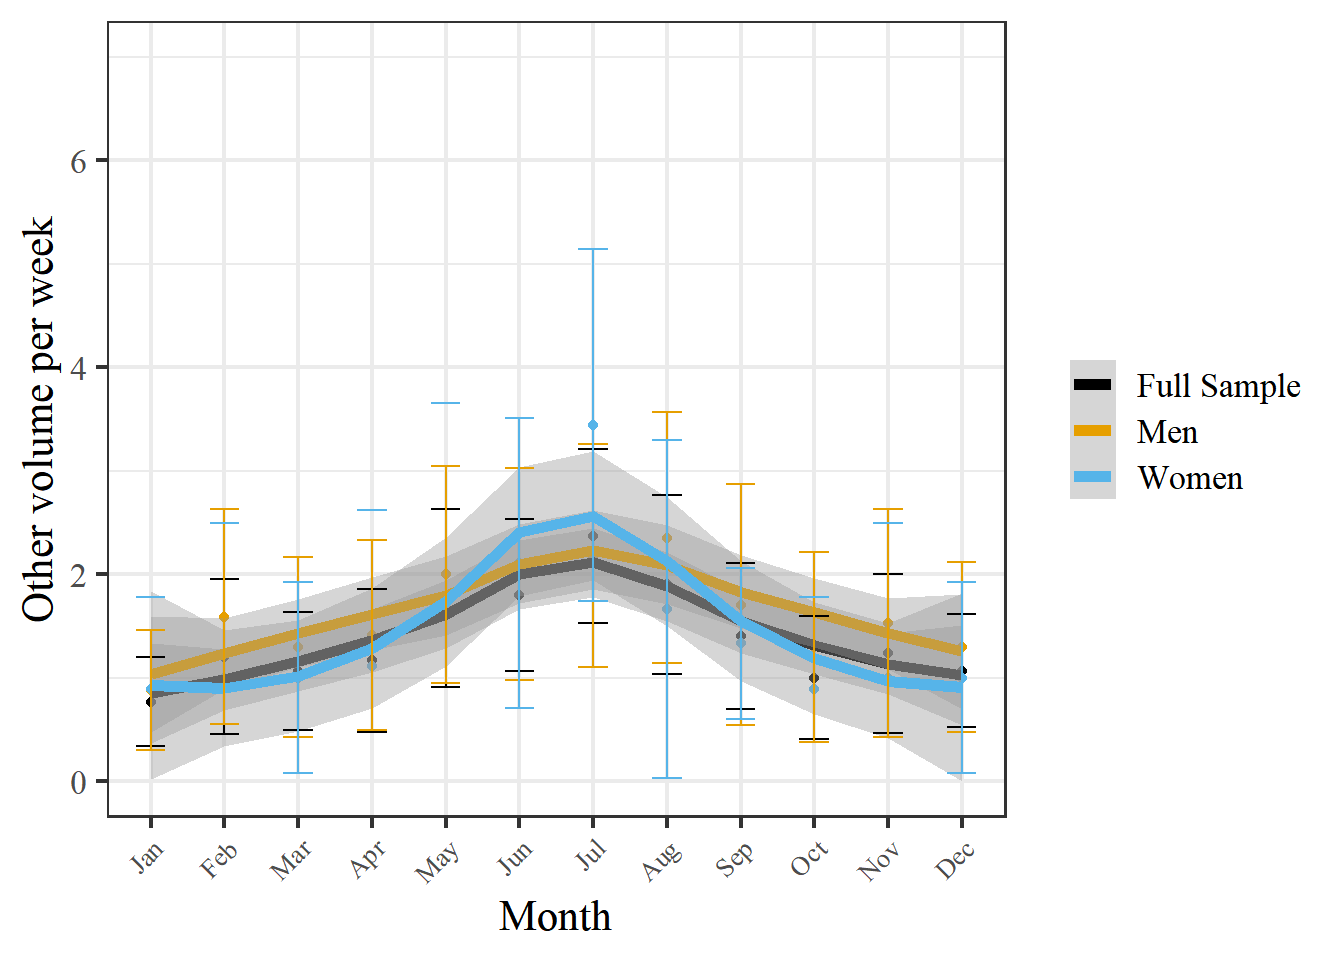 Other volume per week
6
4
2
0
Jan
Feb
Mar
Apr
May
Jun
Jul
Aug
Sep
Oct
Nov
Dec
Month
Full Sample
Men
Women